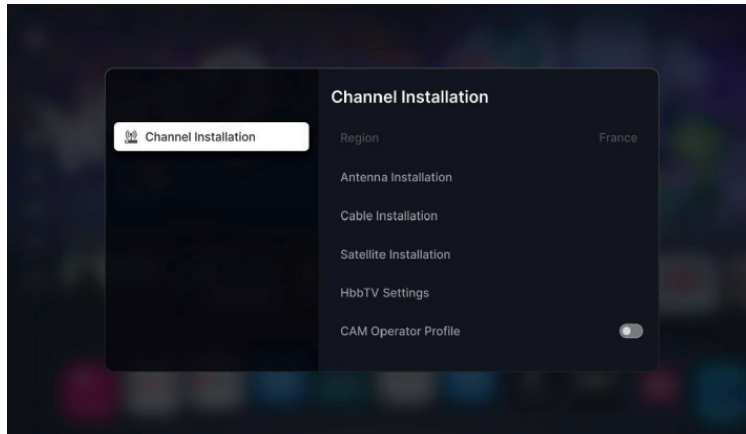 Channel Installation
Channel Installation
Region France
Antenna Installation
Cable Installation
Satellite Installation
HbbTV Settings
CAM Operator Profile